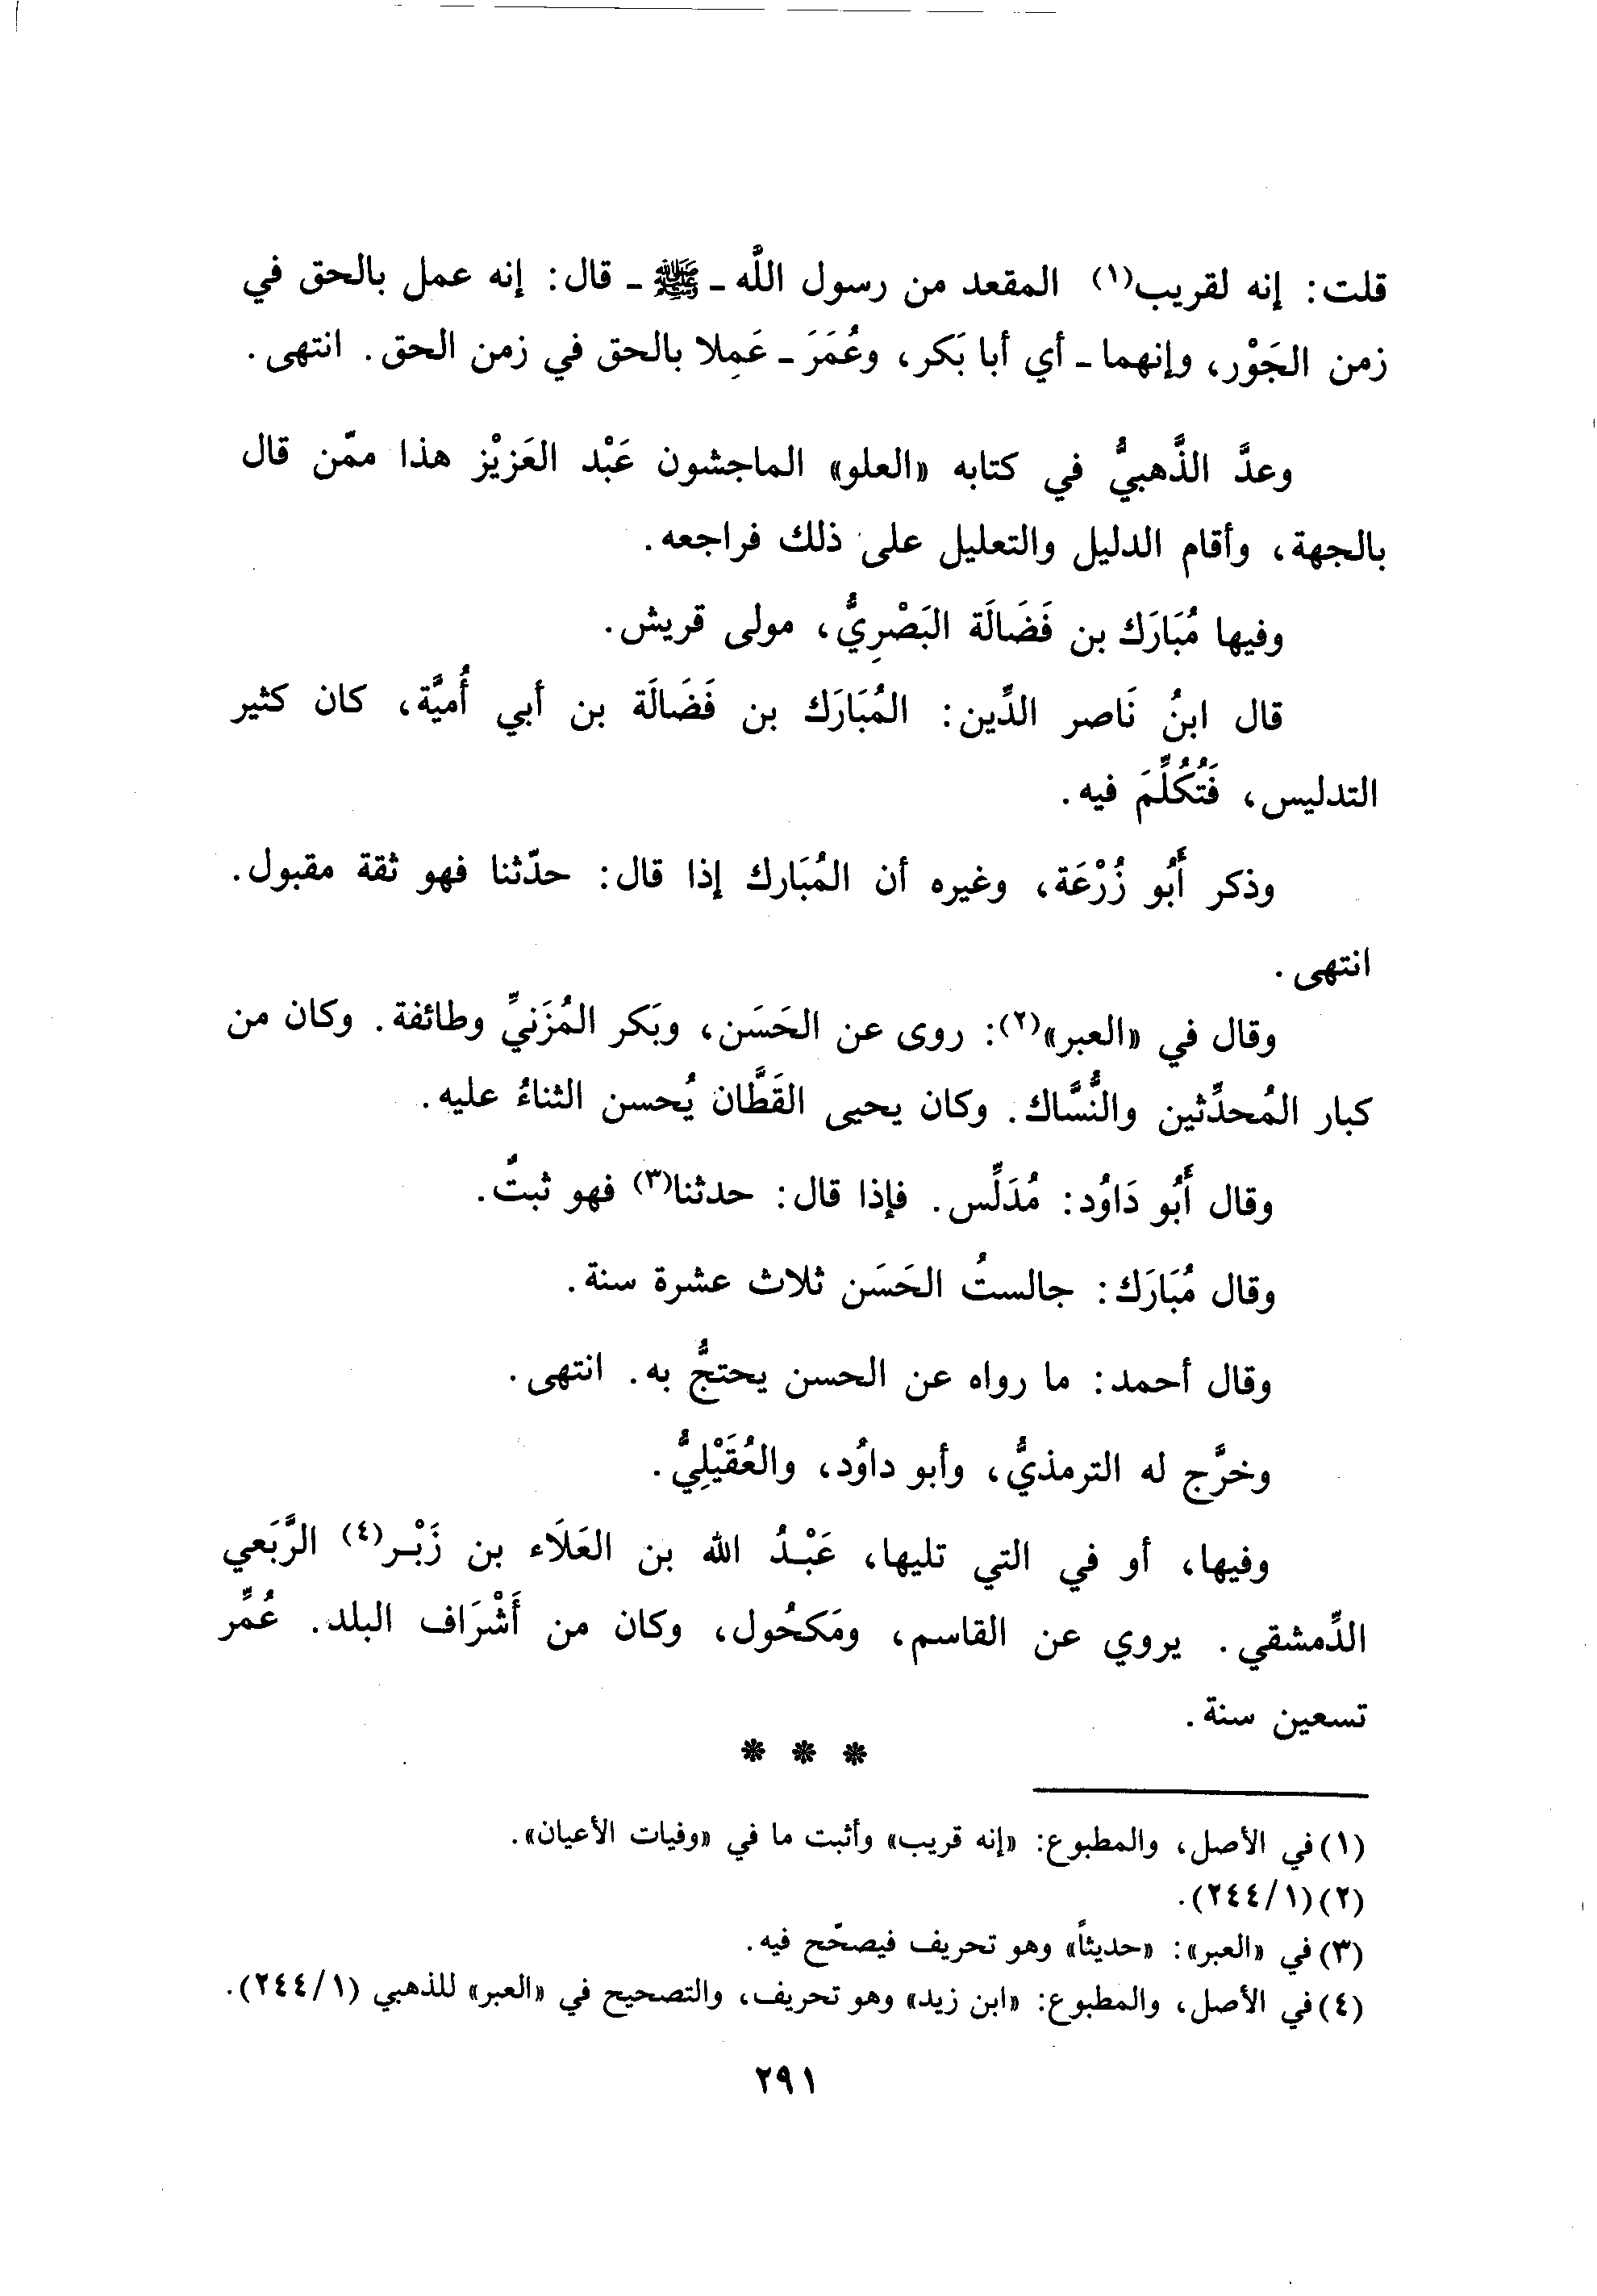 قلت: إنه لقريب(١) المقعد من رسول اللَّه ـ ﷺ ـ قال: إنه عمل بالحق في
زمن الجَوْر، وإنهما ـ أي أبا بَكر، وعُمَرَ ـ عَمِلا بالحق في زمن الحق. انتهى.
وعدَّ الذَّهبيُّ في كتابه «العلو» الماجشون عَبْد العَزيْز هذا ممّن قال
بالجهة، وأقام الدليل والتعليل على ذلك فراجعه.
وفيها مُبَارَك بن فَضَالَة البَصْرِيُّ، مولى قريش.
قال ابنُ نَاصر الدِّين: المُبَارَك بن فَضَالَة بن أبي أُميَّة، كان كثير
التدليس، فَتُكُلِّمَ فيه.
وذكر أَبُو زُرْعَة، وغيره أن المُبَارك إذا قال: حدّثنا فهو ثقة مقبول.
انتهى.
وقال في «العبر»(٢): روى عن الحَسَن، وبَكر المُزَنيِّ وطائفة. وكان من
كبار المُحدِّثين والنُّسَّاك. وكان يحيى القَطَّان يُحسن الثناءُ عليه.
وقال أَبُو دَاوُد: مُدَلِّس. فإذا قال: حدثنا(٣) فهو ثبتٌ.
وقال مُبَارَك: جالستُ الحَسَن ثلاث عشرة سنة.
وقال أحمد: ما رواه عن الحسن يحتجُّ به. انتهى.
وخرَّج له الترمذيُّ، وأبو داوُد، والعُقَيْلِيُّ.
وفيها، أو في التي تليها، عَبْـدُ الله بن العَلَاء بن زَبْـر(٤) الرَّبَعي
الدِّمشقي. يروي عن القاسم، ومَكحُول، وكان من أَشْرَاف البلد. عُمِّر
تسعين سنة.
* * *
(١) في الأصل، والمطبوع: «إنه قريب» وأثبت ما في «وفيات الأعيان».
(٢) (١/٢٤٤).
(٣) في «العبر»: «حديثاً» وهو تحريف فيصحّح فيه.
(٤) في الأصل، والمطبوع: «ابن زيد» وهو تحريف، والتصحيح في «العبر» للذهبي (١/٢٤٤).
٢٩١